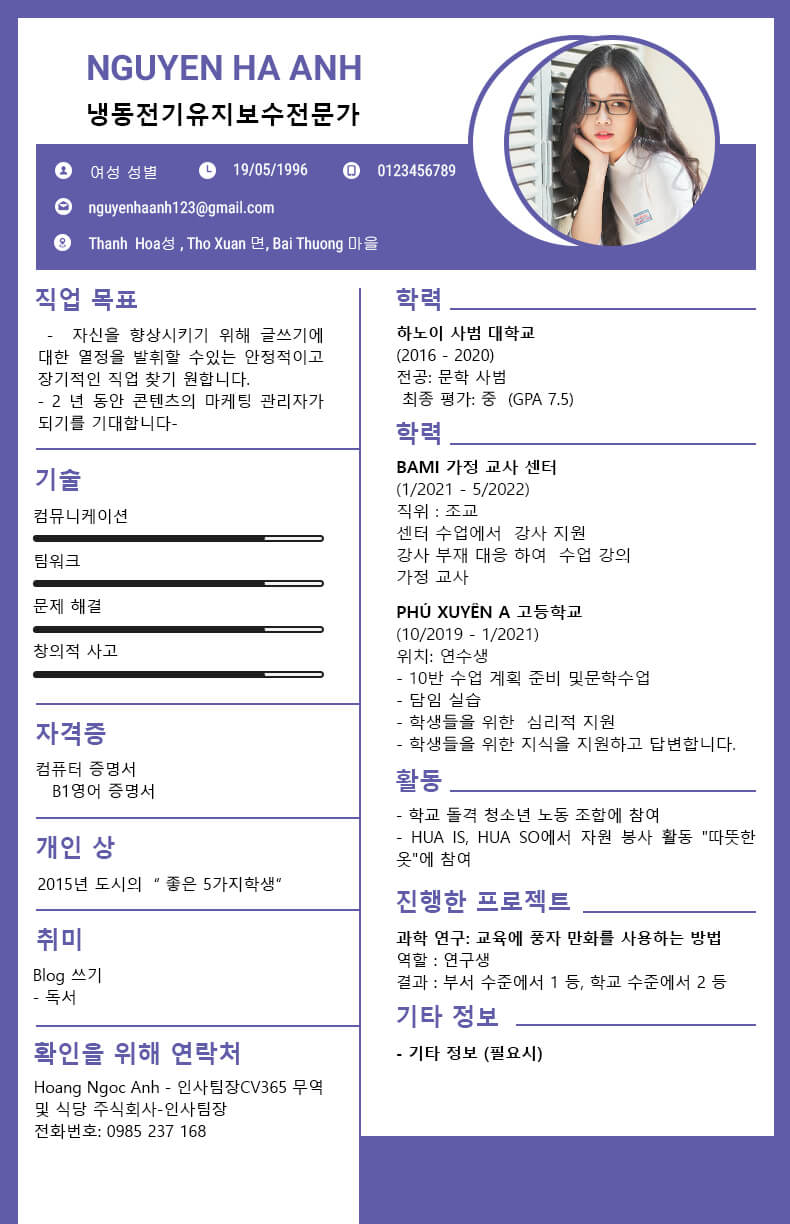 NGUYEN HA ANH
냉동전기유지보수전문가
여성 성별
19/05/1996
0123456789
nguyenhaanh123@gmail.com
Thanh Hoa성 , Tho Xuan 면, Bai Thuong 마을
직업 목표
- 자신을 향상시키기 위해 글쓰기에
대한 열정을 발휘할 수있는 안정적이고
장기적인 직업 찾기 원합니다.
- 2 년 동안 콘텐츠의 마케팅 관리자가
되기를 기대합니다-
기술
컴뮤니케이션
팀워크
문제 해결
창의적 사고
자격증
컴퓨터 증명서
B1영어 증명서
개인 상
2015년 도시의 “ 좋은 5가지학생“
취미
Blog 쓰기
- 독서
확인을 위해 연락처
Hoang Ngoc Anh - 인사팀장CV365 무역
및 식당 주식회사-인사팀장
전화번호: 0985 237 168
학력
하노이 사범 대학교
(2016 - 2020)
전공: 문학 사범
최종 평가: 중 (GPA 7.5)
학력
BAMI 가정 교사 센터
(1/2021 - 5/2022)
직위 : 조교
센터 수업에서 강사 지원
강사 부재 대응 하여 수업 강의
가정 교사
PHÚ XUYÊN A 고등학교
(10/2019 - 1/2021)
위치: 연수생
- 10반 수업 계획 준비 및문학수업
- 담임 실습
- 학생들을 위한 심리적 지원
- 학생들을 위한 지식을 지원하고 답변합니다.
활동
- 학교 돌격 청소년 노동 조합에 참여
- HUA IS, HUA SO에서 자원 봉사 활동 "따뜻한
옷"에 참여
진행한 프로젝트
과학 연구: 교육에 풍자 만화를 사용하는 방법
역할 : 연구생
결과 : 부서 수준에서 1 등, 학교 수준에서 2 등
기타 정보
- 기타 정보 (필요시)